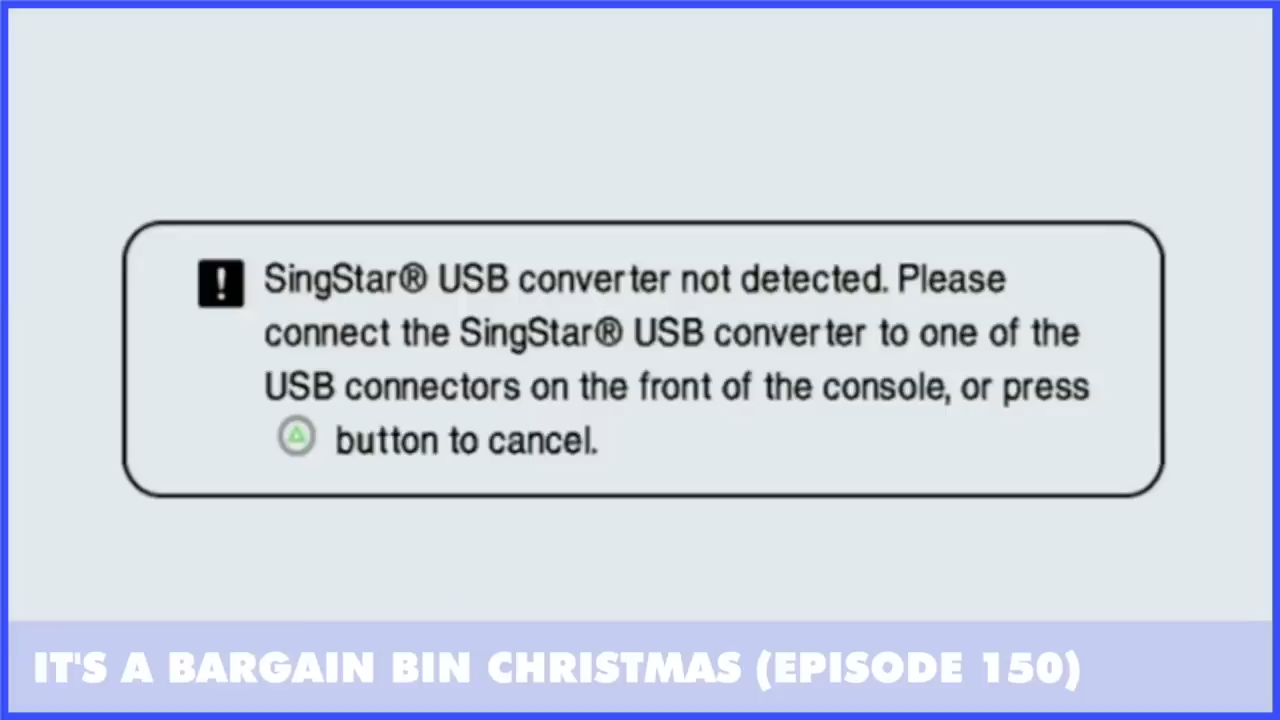 ! SingStar® USB converter not detected. Please
connect the SingStar® USB converter to one of the
USB connectors on the front of the console, or press
button to cancel.
IT'S A BARGAIN BIN CHRISTMAS (EPISODE 150)